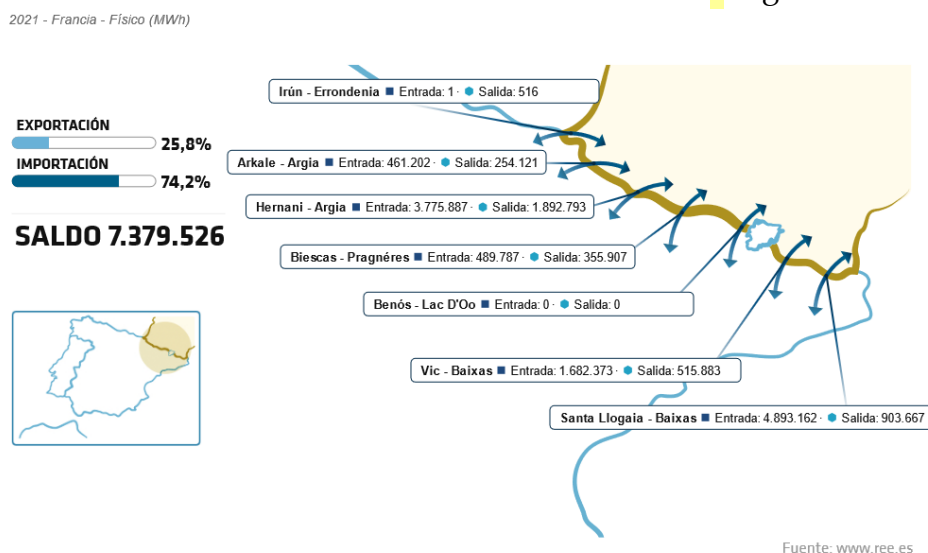 2021 - Francia - Físico (MWh)
Irún - Errondenia Entrada: 1 · Salida: 516
EXPORTACIÓN
25,8%
IMPORTACIÓN
74,2%
Arkale - Argia Entrada: 461.202 · Salida: 254.121
Hernani - Argia Entrada: 3.775.887 · Salida: 1.892.793
SALDO 7.379.526
Biescas - Pragnéres Entrada: 489.787 · Salida: 355.907
Benós - Lac D'Oo Entrada: 0 · Salida: 0
Vic - Baixas Entrada: 1.682.373 · Salida: 515.883
Santa Llogaia - Baixas Entrada: 4.893.162 · Salida: 903.667
Fuente: www.ree.es